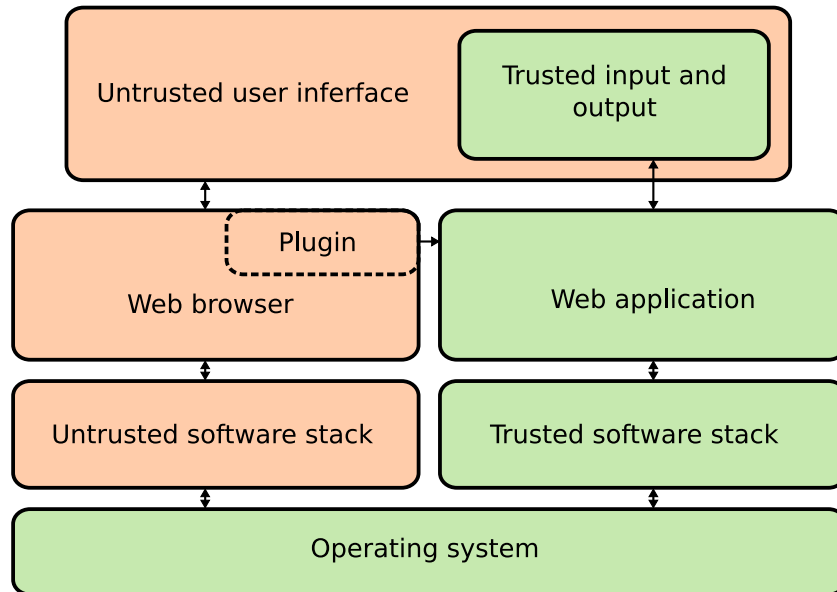 Untrusted user inferface
Trusted input and
output
Plugin
Web browser
Web application
Untrusted software stack
Trusted software stack
Operating system